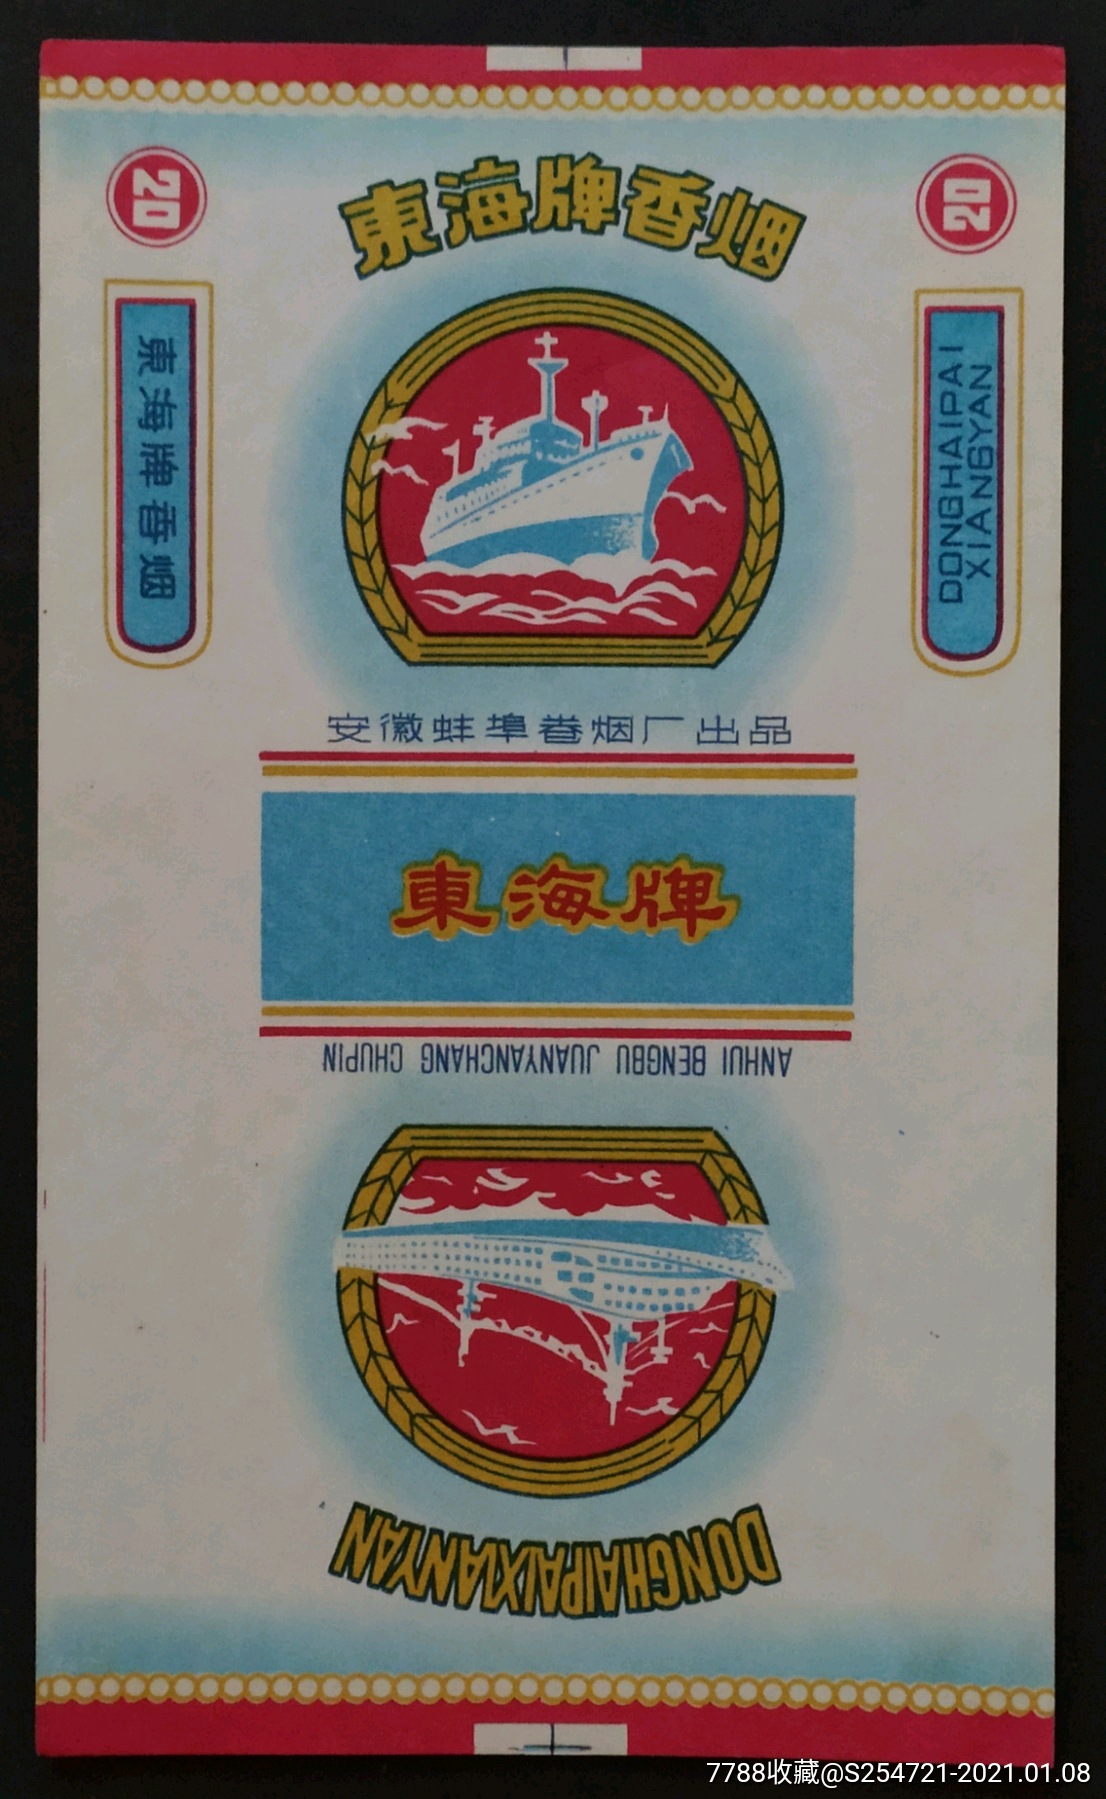 20
20
東海牌香烟
東海牌香烟
DONGHAIPAI
XIANGYAN
安徽蚌埠卷烟厂出品
東海牌
ANHUI BENGBU JUANYANCHANG CHUPIN
DONGHAIPAIXIANYAN
7788收藏@S254721-2021.01.08